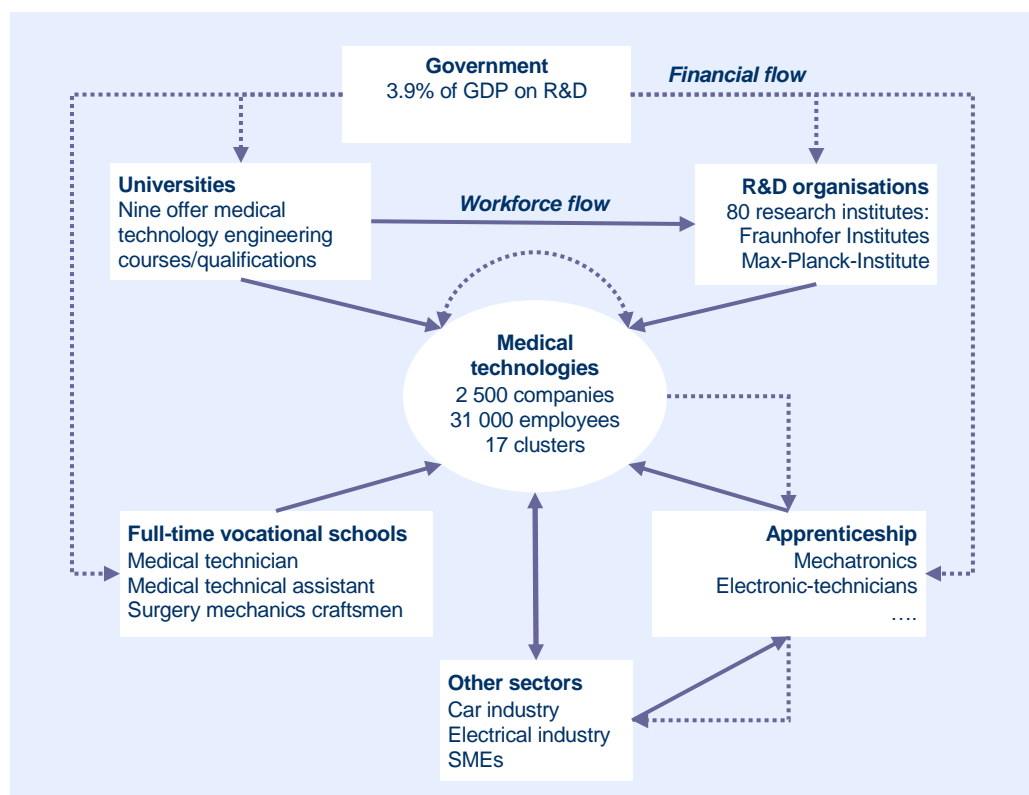 Government
3.9% of GDP on R&D
Financial flow
Universities
Nine offer medical
technology engineering
courses/qualifications
Workforce flow
R&D organisations
80 research institutes:
Fraunhofer Institutes
Max-Planck-Institute
Medical
technologies
2 500 companies
31 000 employees
17 clusters
Full-time vocational schools
Medical technician
Medical technical assistant
Surgery mechanics craftsmen
Apprenticeship
Mechatronics
Electronic-technicians
....
Other sectors
Car industry
Electrical industry
SMEs